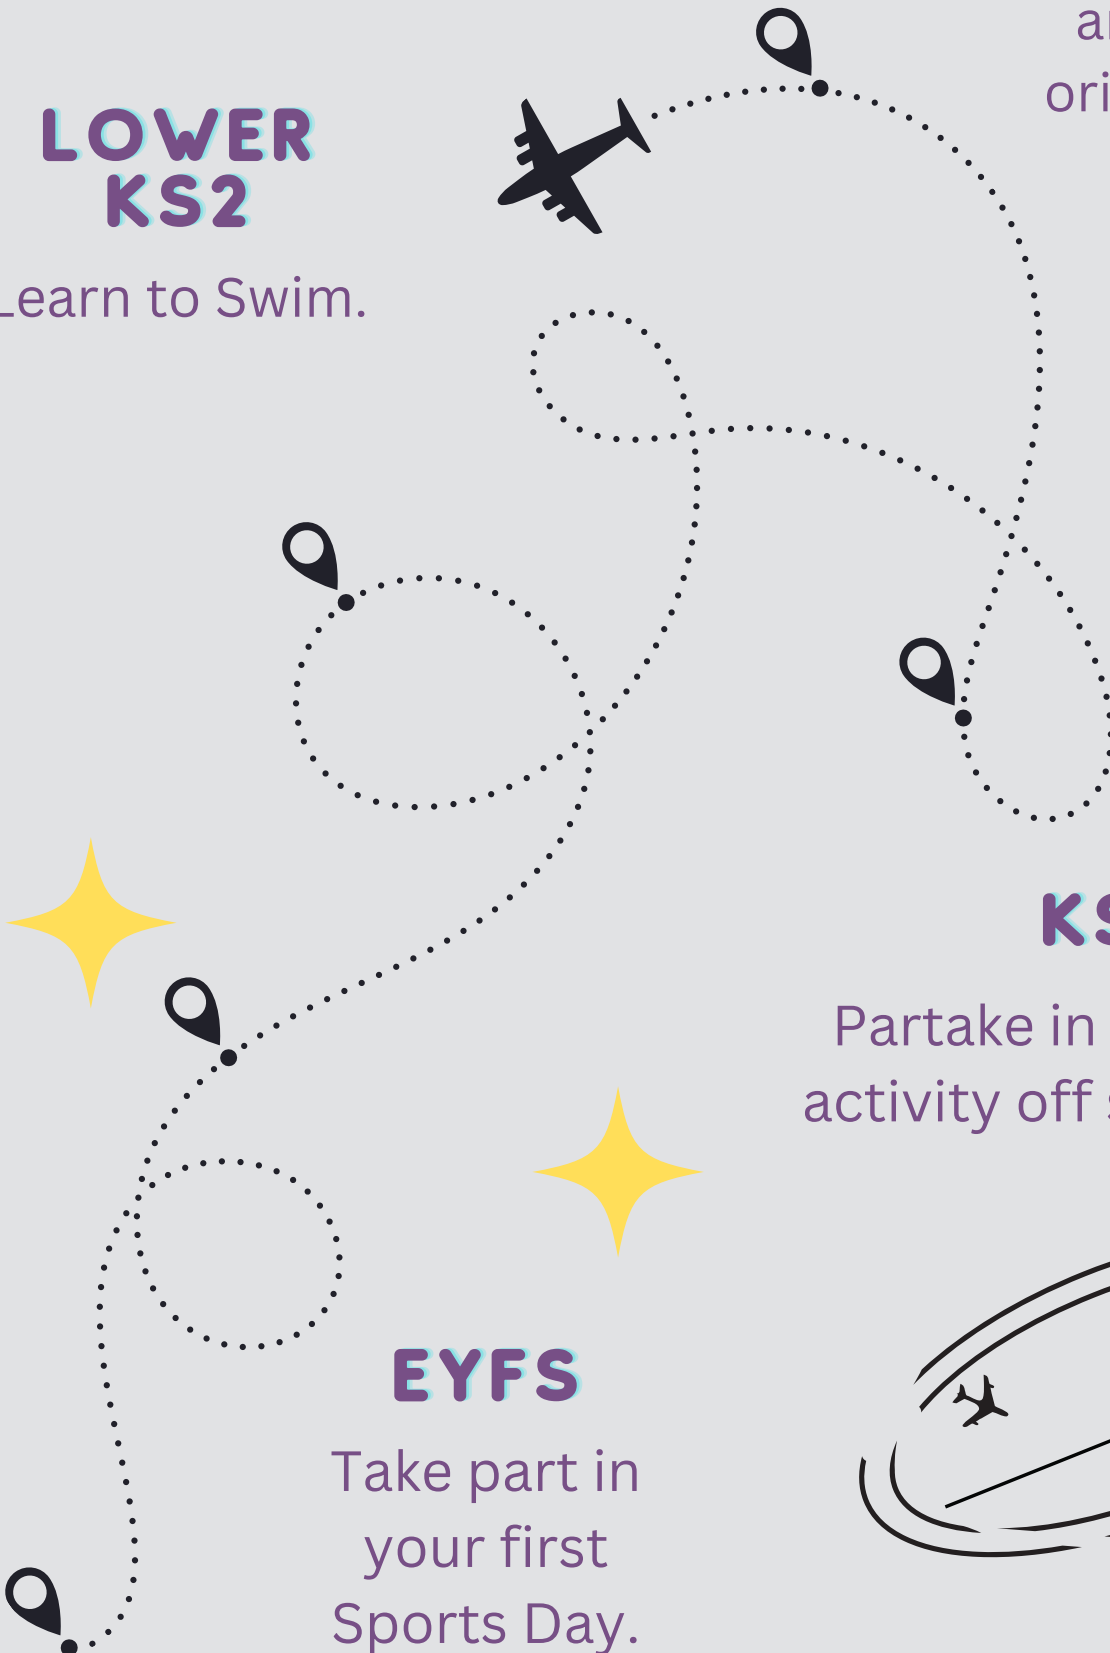 LOWER
KS2
Learn to Swim.
Partake in
activity off
EYFS
Take part in
your first
Sports Day.